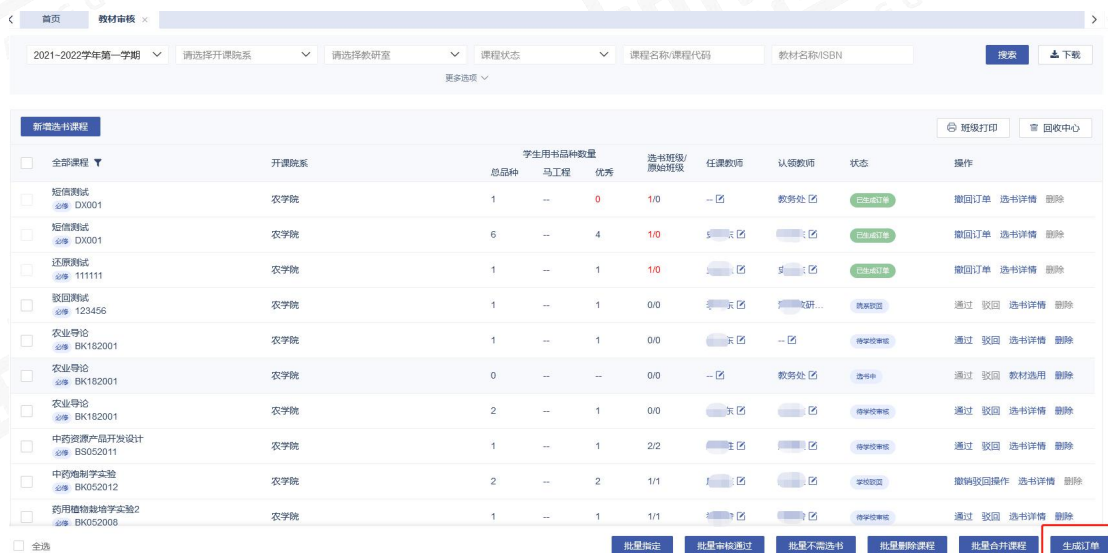 首页 教材审核 ×
2021~2022学年第一学期 请选择开课院系 请选择教研室 课程状态 课程名称/课程代码 教材名称/ISBN 搜索 下载
更多选项
新增选书课程 班级打印 回收中心
全部课程 开课院系 学生用书品种数量 选书班级/原始班级 任课教师 认领教师 状态 操作
总品种 马工程 优秀
短信测试
必修 DX001 农学院 1 -- 0 1/0 -- 教务处 已生成订单 撤回订单 选书详情 删除
短信测试
必修 DX001 农学院 6 -- 4 1/0 已生成订单 撤回订单 选书详情 删除
还原测试
必修 111111 农学院 1 -- 1 1/0 已生成订单 撤回订单 选书详情 删除
驳回测试
必修 123456 农学院 1 -- 1 0/0 院系驳回 通过 驳回 选书详情 删除
农业导论
必修 BK182001 农学院 1 -- 1 0/0 -- 待学校审核 通过 驳回 选书详情 删除
农业导论
必修 BK182001 农学院 0 -- -- 0/0 -- 教务处 选书中 通过 驳回 教材选用 删除
农业导论
必修 BK182001 农学院 2 -- 1 0/0 东 待学校审核 通过 驳回 选书详情 删除
中药资源产品开发设计
必修 BS052011 农学院 1 -- 1 2/2 待学校审核 通过 驳回 选书详情 删除
中药炮制学实验
必修 BK052012 农学院 2 -- 2 1/1 学校驳回 撤销驳回操作 选书详情 删除
药用植物栽培学实验2
必修 BK052008 农学院 1 -- 1 1/1 待学校审核 通过 驳回 选书详情 删除
全选 批量指定 批量审核通过 批量不需选书 批量删除课程 批量合并课程 生成订单